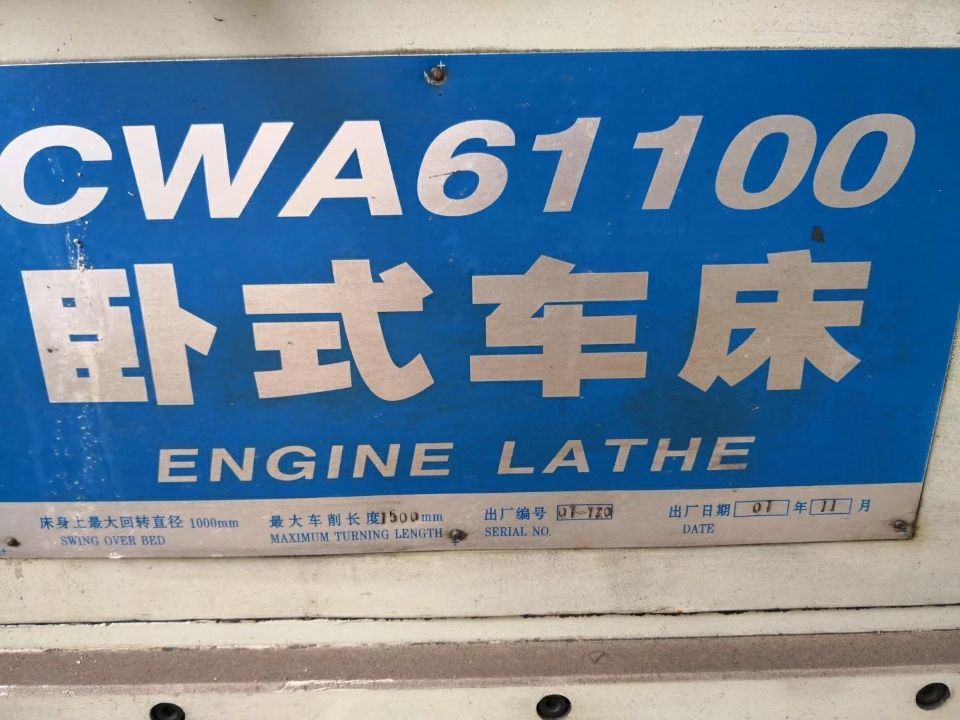 CWA61100
卧式车床
ENGINE LATHE
床身上最大回转直径 1000mm 最大车削长度1500mm 出厂编号 07-120 出厂日期 07 年 11 月
SWING OVER BED MAXIMUM TURNING LENGTH SERIAL NO. DATE